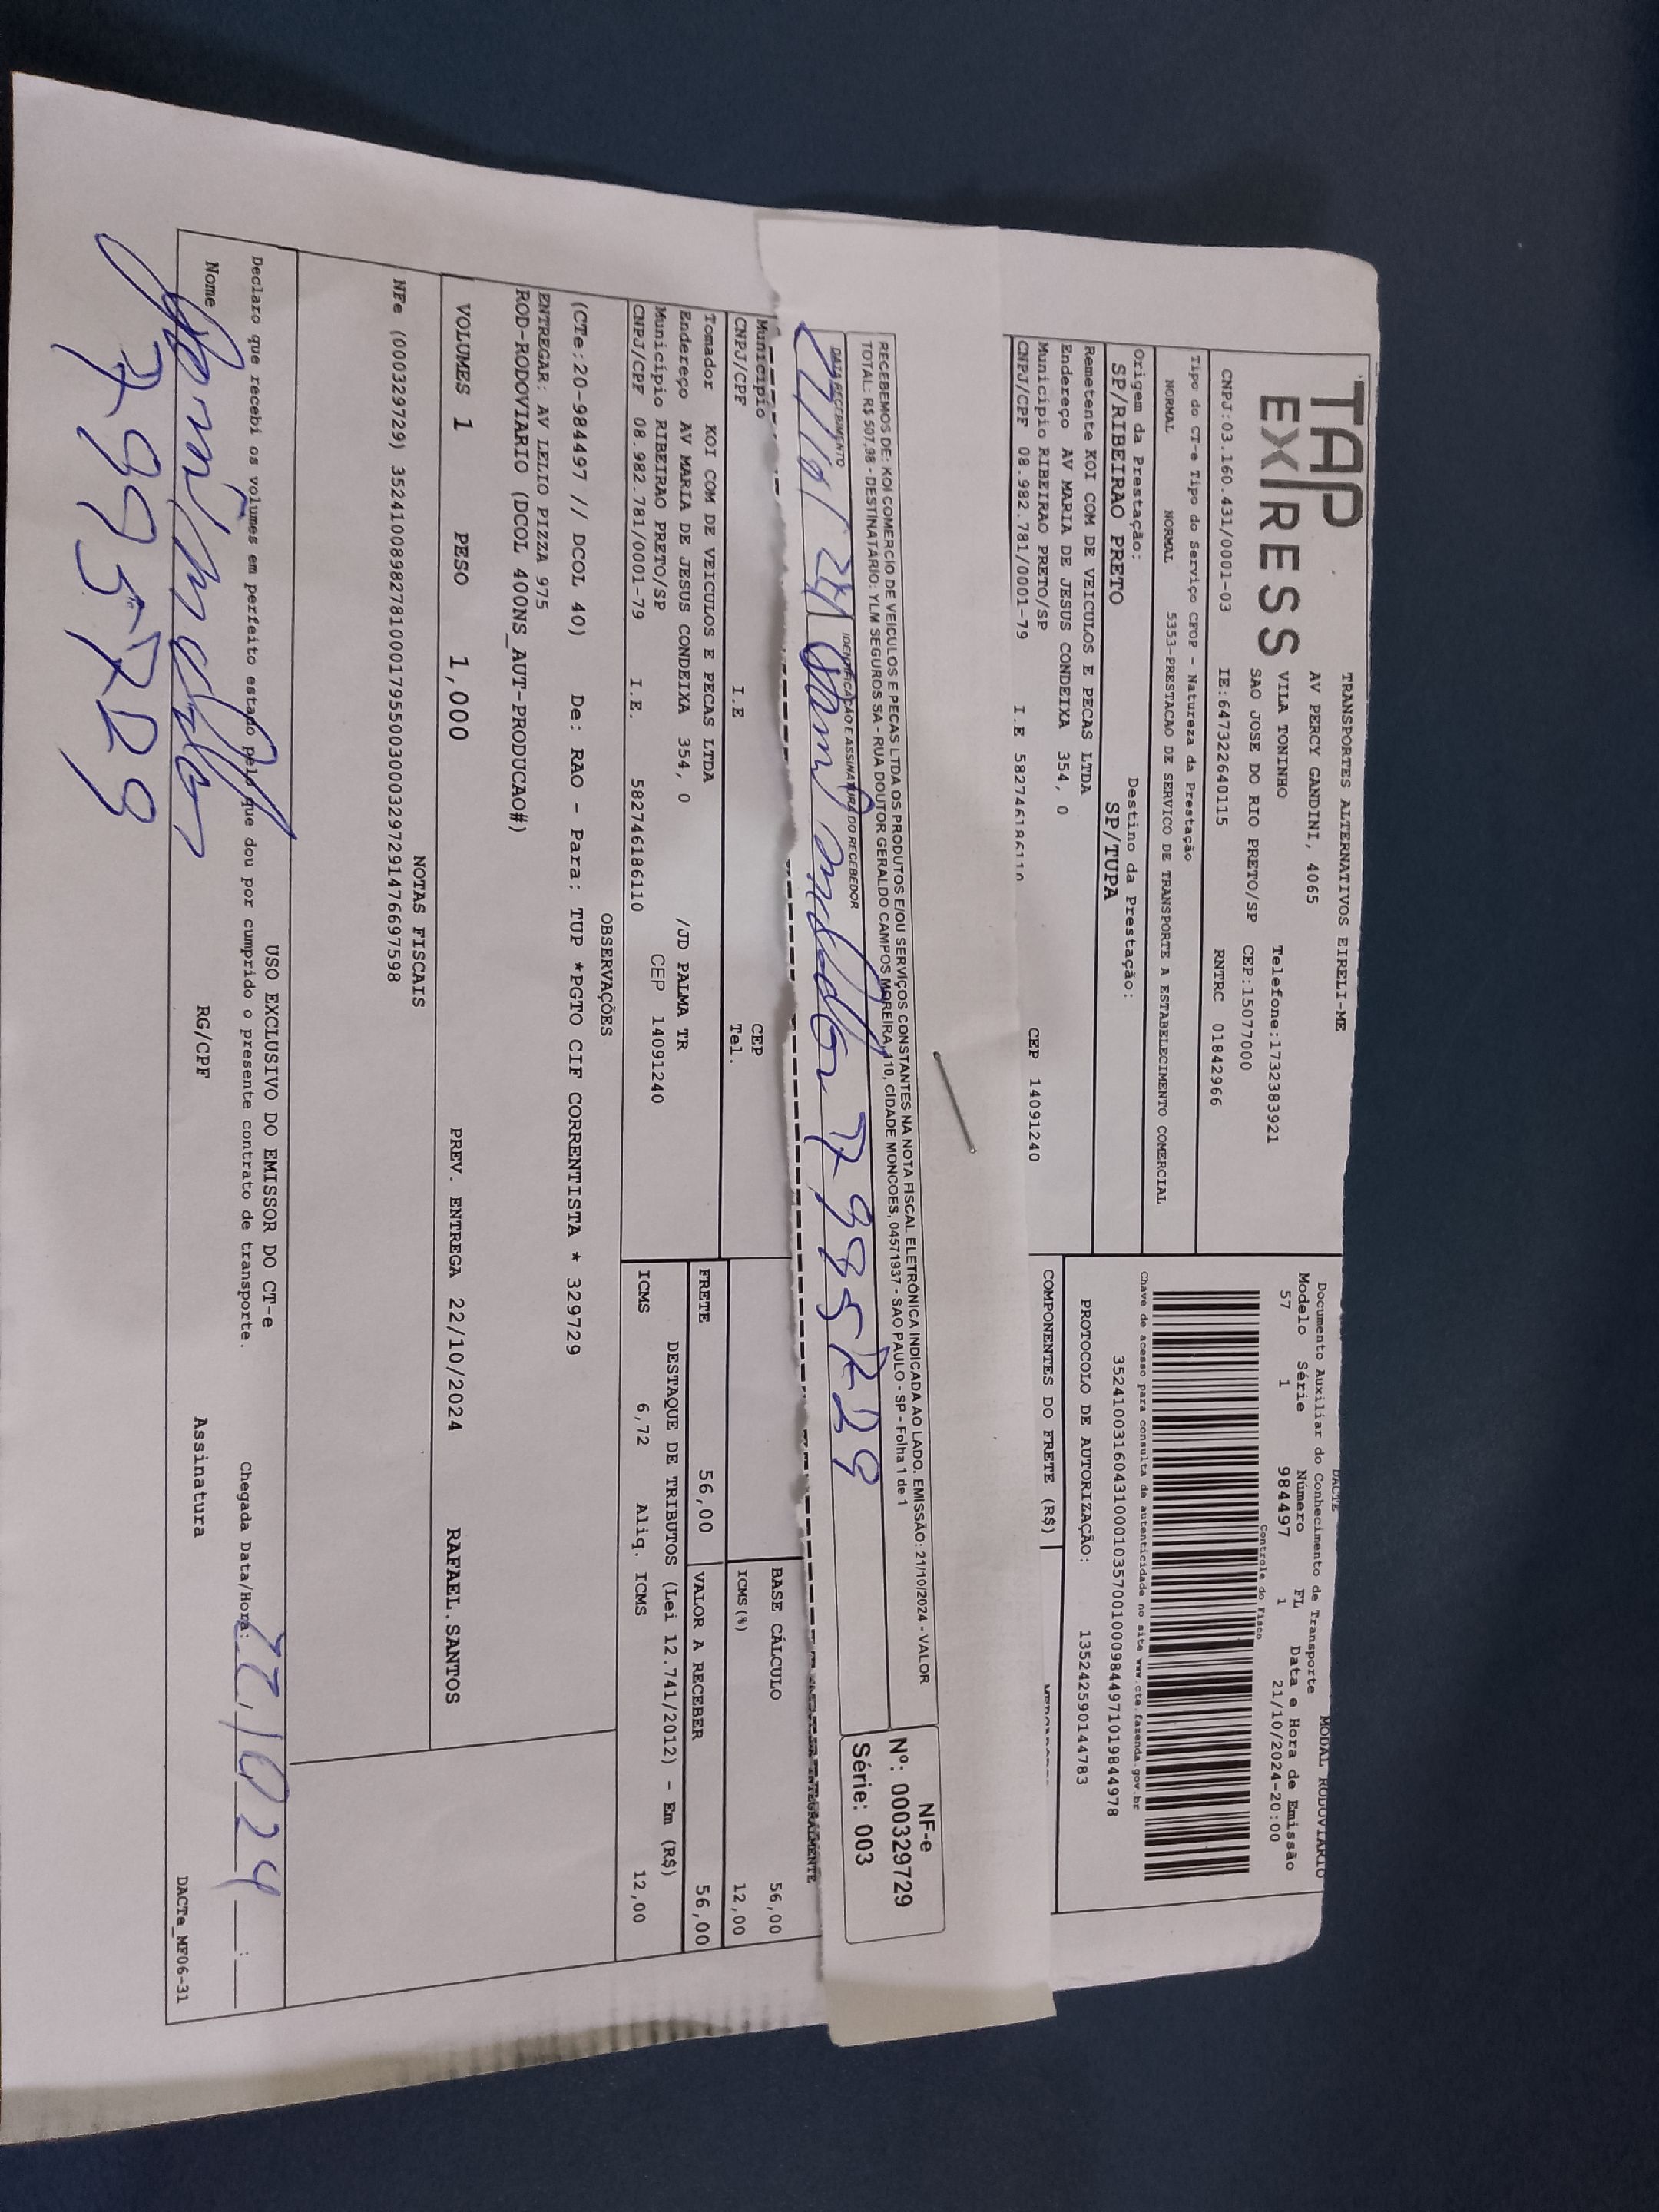 TAP
EXPRESS
TRANSPORTES ALTERNATIVOS EIRELI-ME
AV PERCY GANDINI, 4065
VILA TONINHO Telefone:1732383921
SAO JOSE DO RIO PRETO/SP CEP:15077000
CNPJ:03.160.431/0001-03 IE:647322640115 RNTRC 01842966
DACTE
MODAL RODOVIARIO
Documento Auxiliar do Conhecimento de Transporte
Modelo Série Número FL Data e Hora de Emissão
57 1 984497 1 21/10/2024-20:00
Controle do Fisco
Chave de acesso para consulta de autenticidade no site www.cte.fazenda.gov.br
35241003160431000103570010009844971019844978
PROTOCOLO DE AUTORIZAÇÃO: 135242590144783
Tipo do CT-e Tipo do Serviço CFOP - Natureza da Prestação
NORMAL NORMAL 5353-PRESTACAO DE SERVICO DE TRANSPORTE A ESTABELECIMENTO COMERCIAL
Origem da Prestação: Destino da Prestação:
SP/RIBEIRAO PRETO SP/TUPA
Remetente KOI COM DE VEICULOS E PECAS LTDA
Endereço AV MARIA DE JESUS CONDEIXA 354, 0
Município RIBEIRAO PRETO/SP CEP 14091240
CNPJ/CPF 08.982.781/0001-79 I.E 582746186110
COMPONENTES DO FRETE (R$)
RECEBEMOS DE: KOI COMERCIO DE VEICULOS E PECAS LTDA OS PRODUTOS E/OU SERVIÇOS CONSTANTES NA NOTA FISCAL ELETRÔNICA INDICADA AO LADO. EMISSÃO: 21/10/2024 - VALOR
TOTAL: R$ 507,98 - DESTINATÁRIO: YLM SEGUROS SA - RUA DOUTOR GERALDO CAMPOS MOREIRA, 110, CIDADE MONCOES, 04571937 - SAO PAULO - SP - Folha 1 de 1
DATA RECEBIMENTO IDENTIFICAÇÃO E ASSINATURA DO RECEBEDOR
NF-e
Nº: 000329729
Série: 003
Município CEP
CNPJ/CPF I.E Tel.
BASE CÁLCULO 56,00
ICMS(%) 12,00
Tomador KOI COM DE VEICULOS E PECAS LTDA
Endereço AV MARIA DE JESUS CONDEIXA 354, 0 /JD PALMA TR
Município RIBEIRAO PRETO/SP CEP 14091240
CNPJ/CPF 08.982.781/0001-79 I.E. 582746186110
FRETE 56,00 VALOR A RECEBER 56,00
DESTAQUE DE TRIBUTOS (Lei 12.741/2012) - Em (R$)
ICMS 6,72 Aliq. ICMS 12,00
OBSERVAÇÕES
(CTe:20-984497 // DCOL 40) De: RAO - Para: TUP *PGTO CIF CORRENTISTA * 329729
ENTREGAR: AV LELIO PIZZA 975
ROD-RODOVIARIO (DCOL 400NS_AUT-PRODUCAO#)
VOLUMES 1 PESO 1,000 PREV. ENTREGA 22/10/2024 RAFAEL.SANTOS
NOTAS FISCAIS
NFe (000329729) 35241008982781000179550030003297291476697598
USO EXCLUSIVO DO EMISSOR DO CT-e
Declaro que recebi os volumes em perfeito estado pelo que dou por cumprido o presente contrato de transporte. Chegada Data/Hora: 22,10,24 :
Nome RG/CPF Assinatura
7995729
DACTe_MF06-31